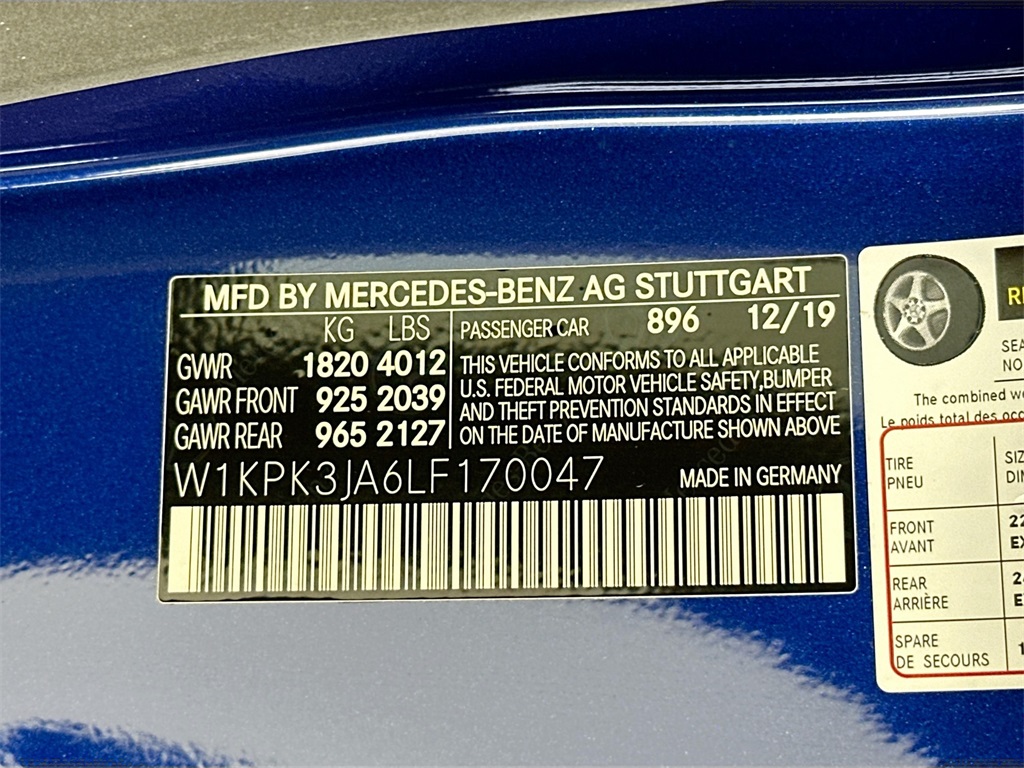 MFD BY MERCEDES-BENZ AG STUTTGART
KG LBS
GVWR 1820 4012
GAWR FRONT 925 2039
GAWR REAR 965 2127
PASSENGER CAR 896 12/19
THIS VEHICLE CONFORMS TO ALL APPLICABLE
U.S. FEDERAL MOTOR VEHICLE SAFETY,BUMPER
AND THEFT PREVENTION STANDARDS IN EFFECT
ON THE DATE OF MANUFACTURE SHOWN ABOVE
W1KPK3JA6LF170047 MADE IN GERMANY
NO
The combined
Le poids total des
TIRE
PNEU
FRONT
AVANT
REAR
ARRIÈRE
SPARE
DE SECOURS